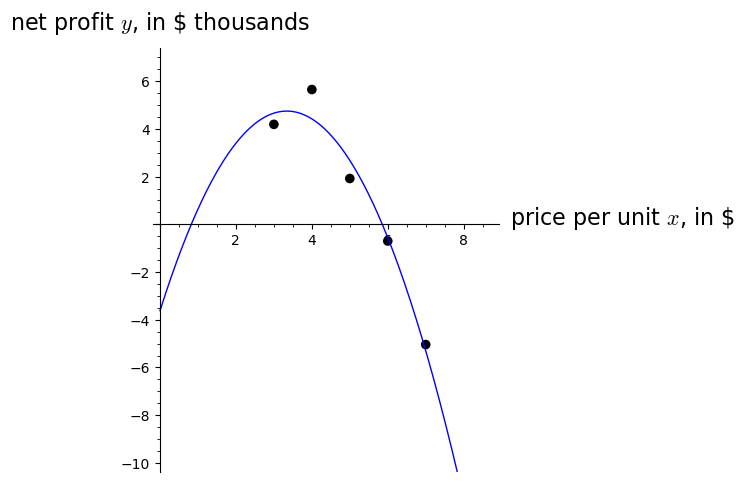 net profit y, in $ thousands
6
4
2
price per unit x, in $
2 4 6 8
−2
−4
−6
−8
−10